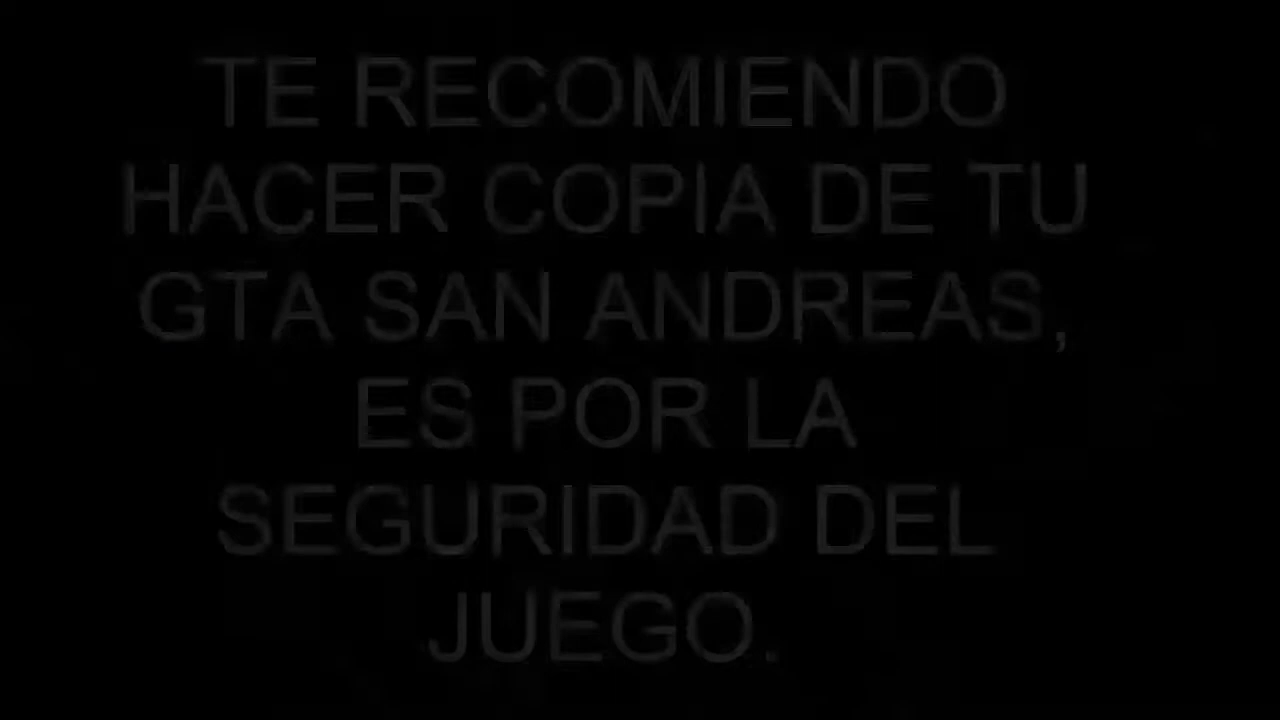 TE RECOMIENDO
HACER COPIA DE TU
GTA SAN ANDREAS,
ES POR LA
SEGURIDAD DEL
JUEGO.